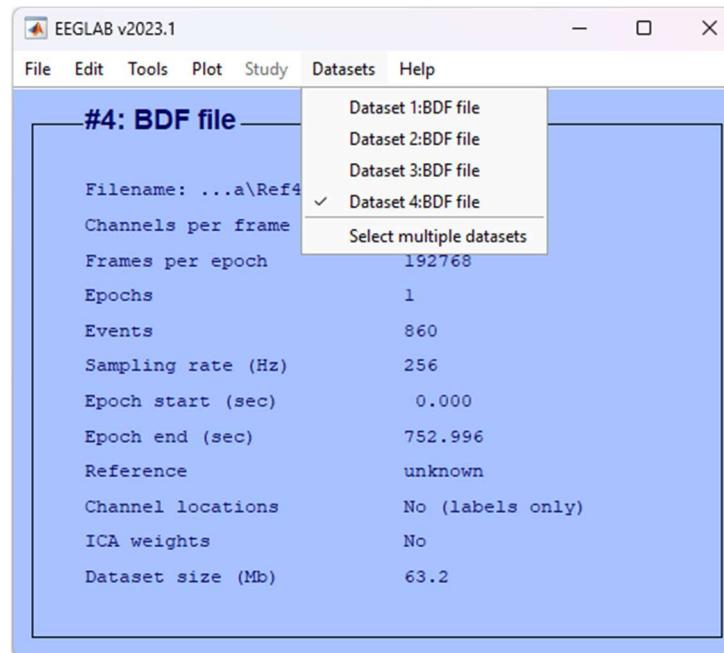 EEGLAB v2023.1
File Edit Tools Plot Study Datasets Help
#4: BDF file
Dataset 1:BDF file
Dataset 2:BDF file
Dataset 3:BDF file
✓ Dataset 4:BDF file
Select multiple datasets
Filename: ...a\Ref4
Channels per frame
Frames per epoch 192768
Epochs 1
Events 860
Sampling rate (Hz) 256
Epoch start (sec) 0.000
Epoch end (sec) 752.996
Reference unknown
Channel locations No (labels only)
ICA weights No
Dataset size (Mb) 63.2